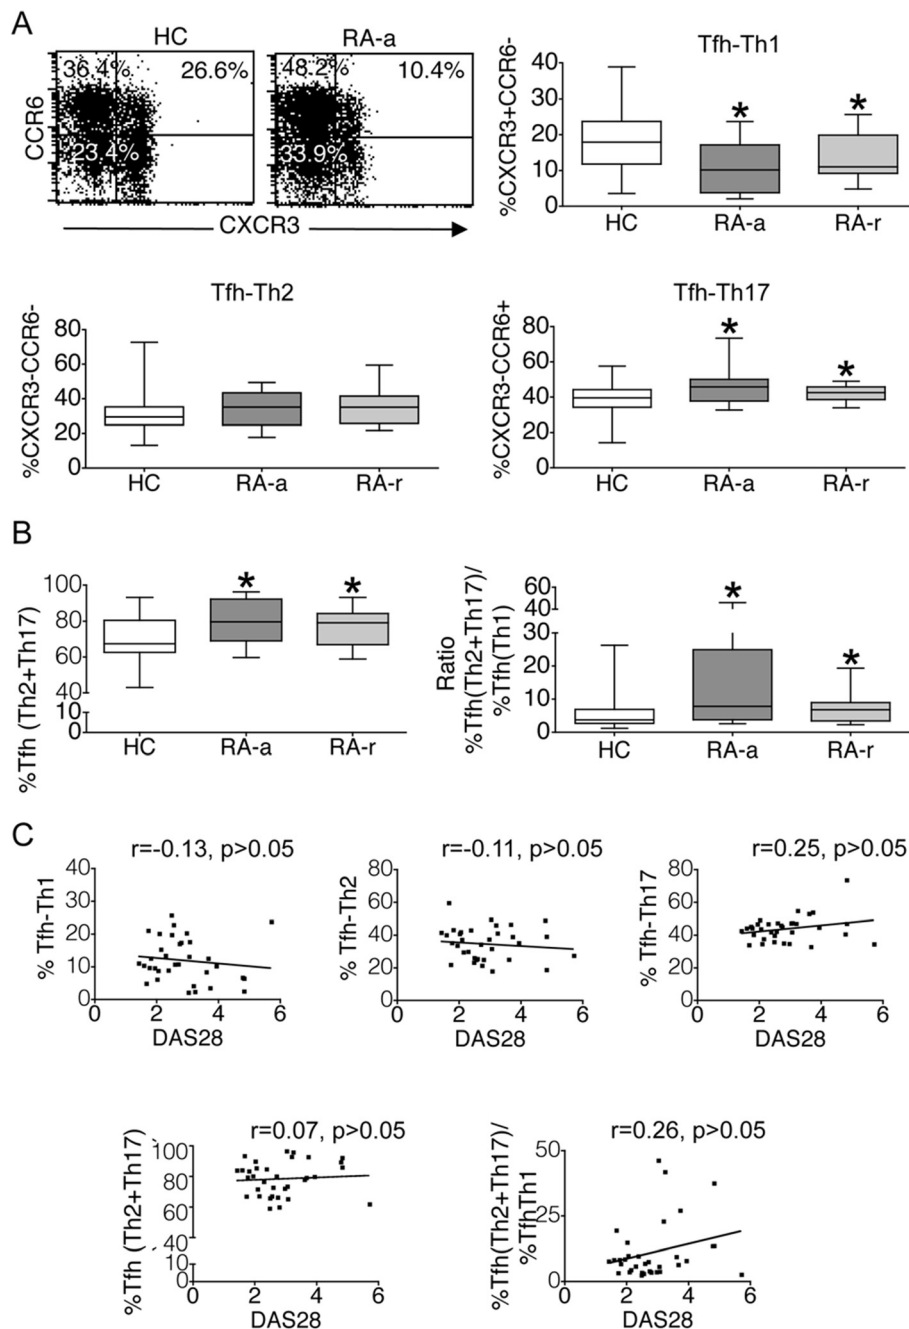 A
HC
RA-a
36.4%
26.6%
48.2%
10.4%
23.4%
33.9%
CCR6
CXCR3
Tfh-Th1
%CXCR3+CCR6-
40
30
20
10
0
HC
RA-a
RA-r
*
*
Tfh-Th2
%CXCR3-CCR6-
80
60
40
20
0
HC
RA-a
RA-r
Tfh-Th17
%CXCR3-CCR6+
80
60
40
20
0
HC
RA-a
RA-r
*
*
B
%Tfh (Th2+Th17)
100
80
60
40
10
0
HC
RA-a
RA-r
*
*
Ratio
%Tfh(Th2+Th17)/
%Tfh(Th1)
60
40
30
20
10
0
HC
RA-a
RA-r
*
*
C
r=-0.13, p>0.05
% Tfh-Th1
40
30
20
10
0
0
2
4
6
DAS28
r=-0.11, p>0.05
% Tfh-Th2
80
60
40
20
0
0
2
4
6
DAS28
r=0.25, p>0.05
% Tfh-Th17
80
60
40
20
0
0
2
4
6
DAS28
r=0.07, p>0.05
%Tfh (Th2+Th17)
100
80
60
40
10
0
0
2
4
6
DAS28
r=0.26, p>0.05
%Tfh(Th2+Th17)/
%TfhTh1
50
25
0
0
2
4
6
DAS28